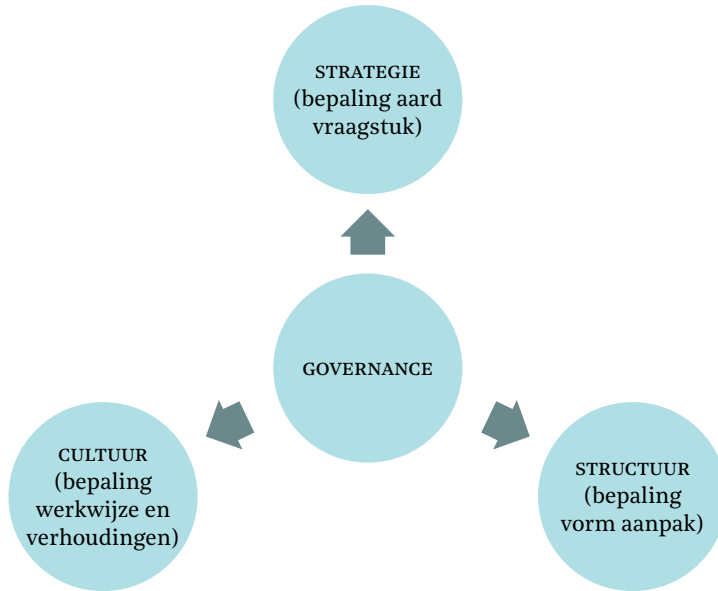 STRATEGIE
(bepaling aard
vraagstuk)
GOVERNANCE
CULTUUR
(bepaling
werkwijze en
verhoudingen)
STRUCTUUR
(bepaling
vorm aanpak)